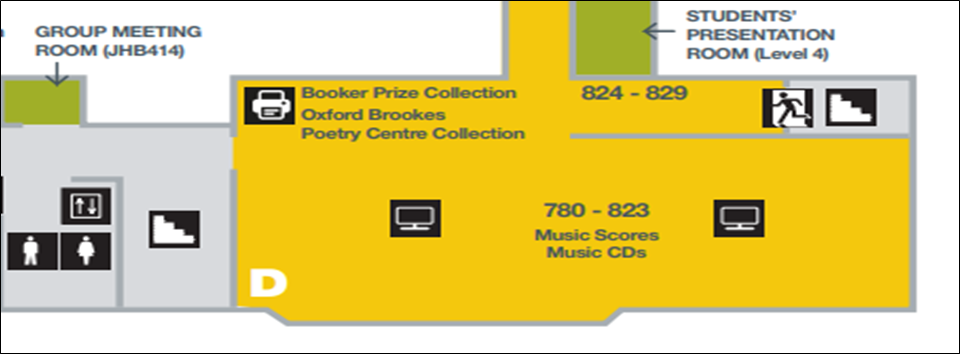 GROUP MEETING
ROOM (JHB414)
STUDENTS'
PRESENTATION
ROOM (Level 4)
Booker Prize Collection
Oxford Brookes
Poetry Centre Collection
824 - 829
780 - 823
Music Scores
Music CDs
D